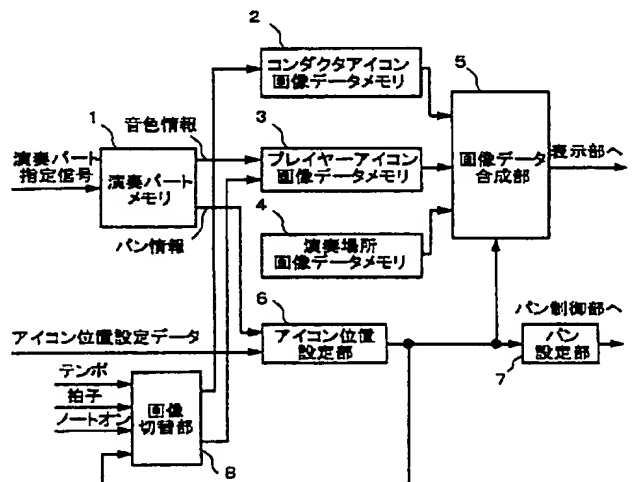 2
コンダクタアイコン
画像データメモリ
5
1
音色情報
3
演奏パート
指定信号
演奏パート
メモリ
プレイヤーアイコン
画像データメモリ
画像データ
合成部
表示部へ
4
パン情報
演奏場所
画像データメモリ
6
パン制御部へ
アイコン位置設定データ
アイコン位置
設定部
パン
設定部
7
テンポ
拍子
ノートオン
画像
切替部
8